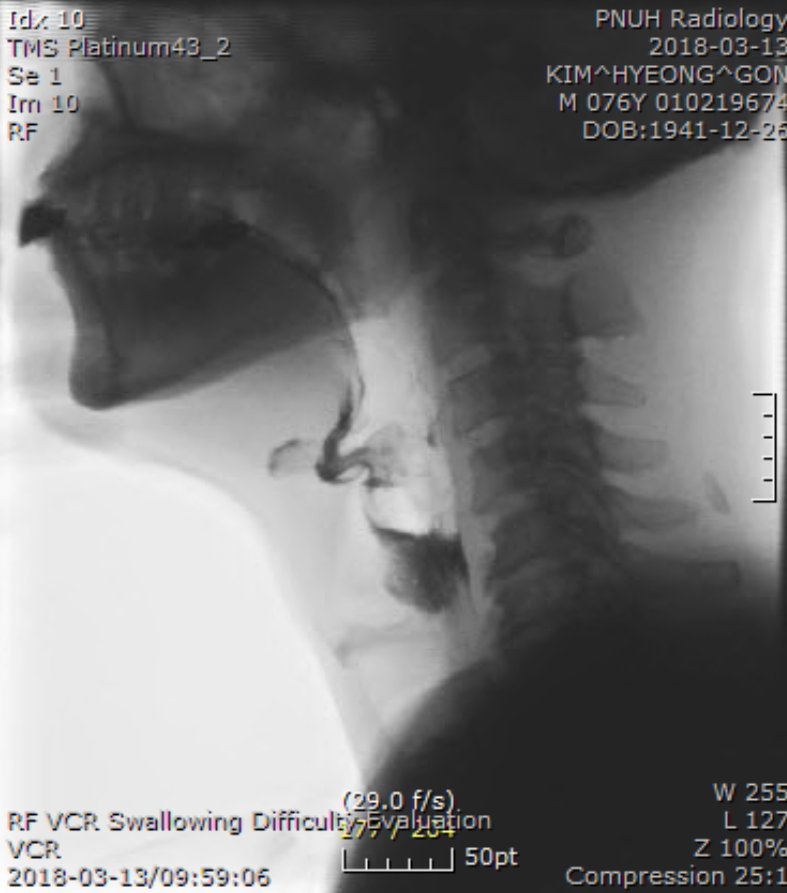 Idx 10
TMS Platinum43_2
Se 1
Im 10
RF
PNUH Radiology
2018-03-13
KIM^HYEONG^GON
M 076Y 010219674
DOB:1941-12-26
(29.0 f/s)
RF VCR Swallowing Difficulty Evaluation
VCR
2018-03-13/09:59:06
50pt
W 255
L 127
Z 100%
Compression 25:1